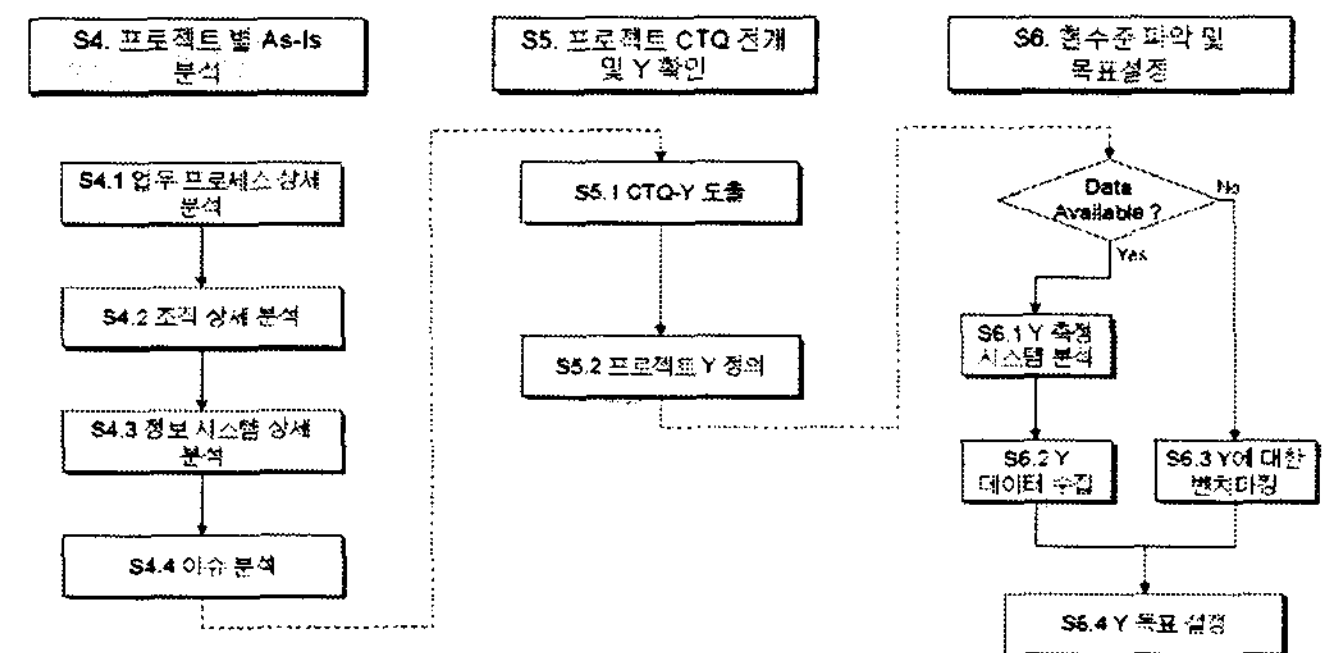 S4. 프로젝트 별 As-Is
분석
S5. 프로젝트 CTQ 전개
및 Y 확인
S6. 현수준 파악 및
목표설정
S4.1 업무 프로세스 상세
분석
S4.2 조직 상세 분석
S4.3 정보 시스템 상세
분석
S4.4 이슈 분석
S5.1 CTQ-Y 도출
S5.2 프로젝트 Y 정의
Data
Available ?
No
Yes
S6.1 Y 측정
시스템 분석
S6.2 Y
데이터 수집
S6.3 Y에 대한
벤치마킹
S6.4 Y 목표 설정